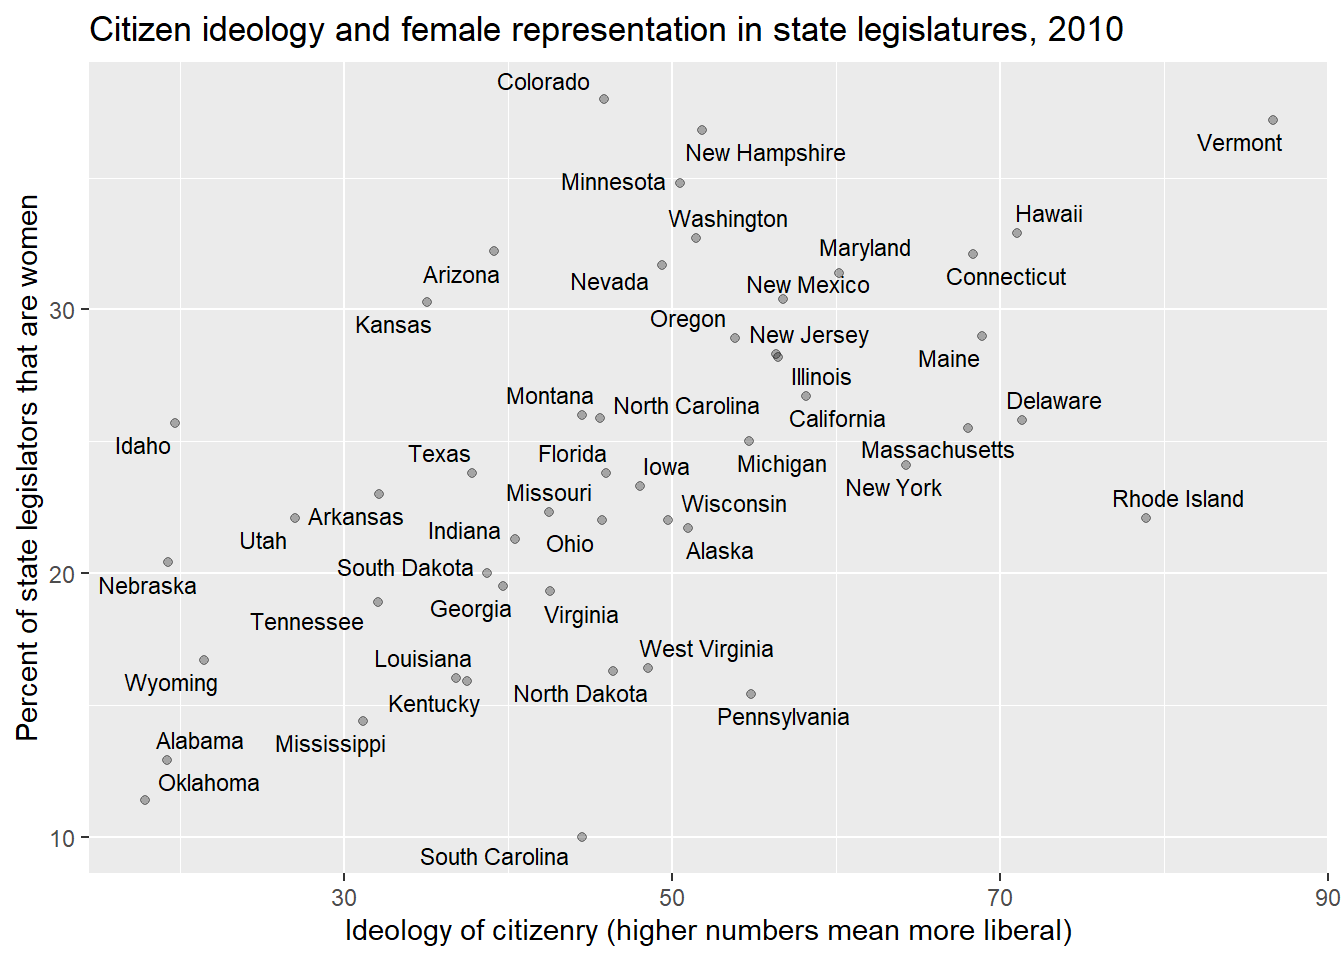 Citizen ideology and female representation in state legislatures, 2010
Colorado
Vermont
New Hampshire
Minnesota
Hawaii
Washington
Maryland
Arizona
Nevada
New Mexico
Connecticut
30
Kansas
Oregon
New Jersey
Maine
Illinois
Montana
North Carolina
Delaware
California
Idaho
Texas
Florida
Massachusetts
Iowa
Michigan
New York
Missouri
Wisconsin
Rhode Island
Arkansas
Indiana
Utah
Ohio
Alaska
South Dakota
20
Nebraska
Georgia
Virginia
Tennessee
West Virginia
Louisiana
Wyoming
North Dakota
Kentucky
Pennsylvania
Alabama
Mississippi
Oklahoma
10
South Carolina
Percent of state legislators that are women
30
50
70
90
Ideology of citizenry (higher numbers mean more liberal)